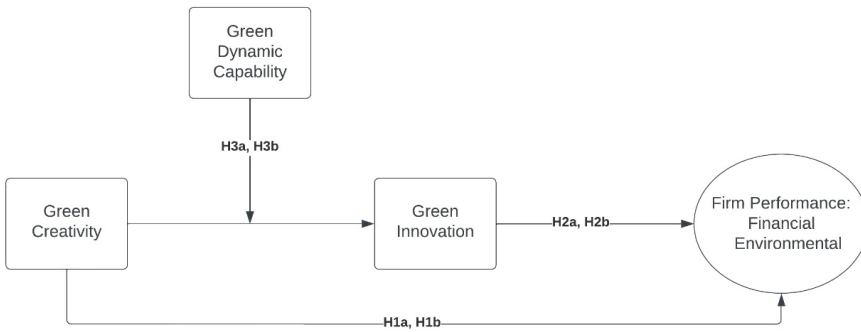 Green
Dynamic
Capability
H3a, H3b
Green
Creativity
Green
Innovation
H2a, H2b
Firm Performance:
Financial
Environmental
H1a, H1b